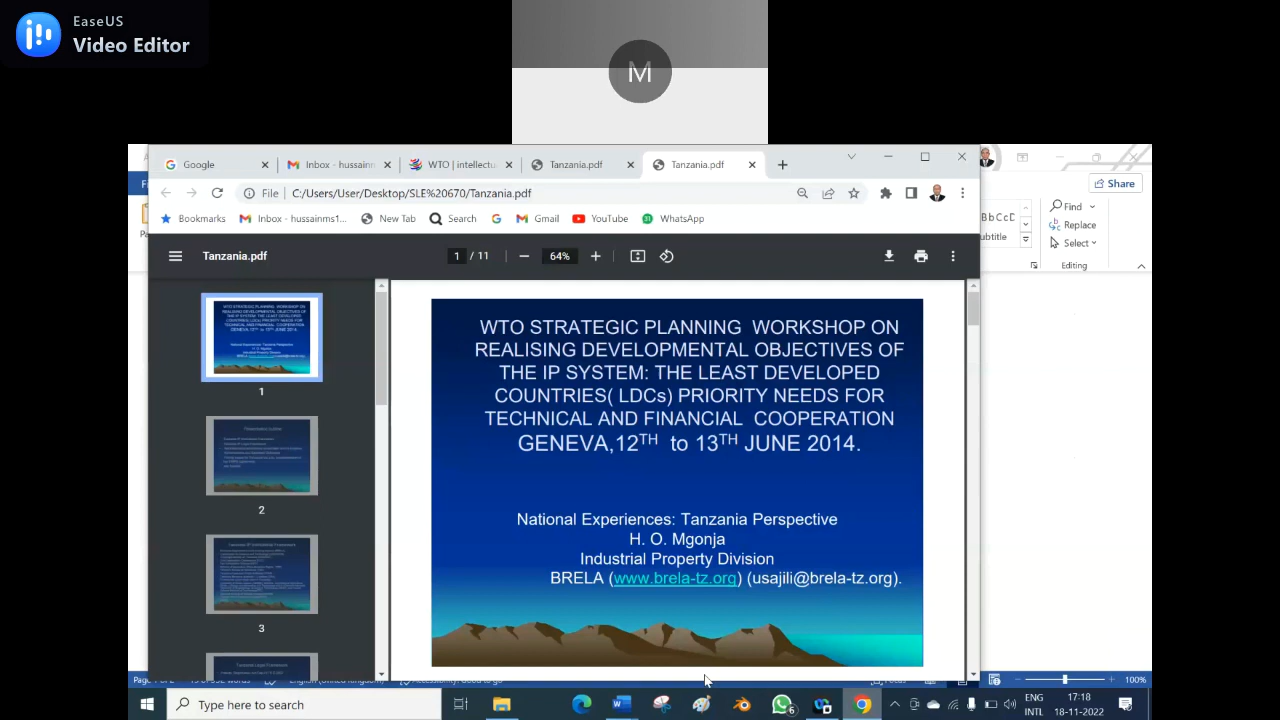 EaseUS
Video Editor
M
Google
Inbox - hussainn
WTO | intellectu
Tanzania.pdf
Tanzania.pdf
File
C:/Users/User/Desktop/SLE%20670/Tanzania.pdf
Share
Bookmarks
Inbox - hussainms1...
New Tab
Search
Gmail
YouTube
WhatsApp
Find
Replace
Select
Editing
Tanzania.pdf
1 / 11
64%
WTO STRATEGIC PLANNING WORKSHOP ON
REALISING DEVELOPMENTAL OBJECTIVES OF
THE IP SYSTEM: THE LEAST DEVELOPED
COUNTRIES( LDCs) PRIORITY NEEDS FOR
TECHNICAL AND FINANCIAL COOPERATION
GENEVA,12TH to 13TH JUNE 2014.
National Experiences: Tanzania Perspective
H. O. Mgonja
Industrial Property Division
BRELA (www.brela-tz.org) (usajili@brela-tz.org).
1
2
3
100%
Type here to search
6
ENG
INTL
17:18
18-11-2022